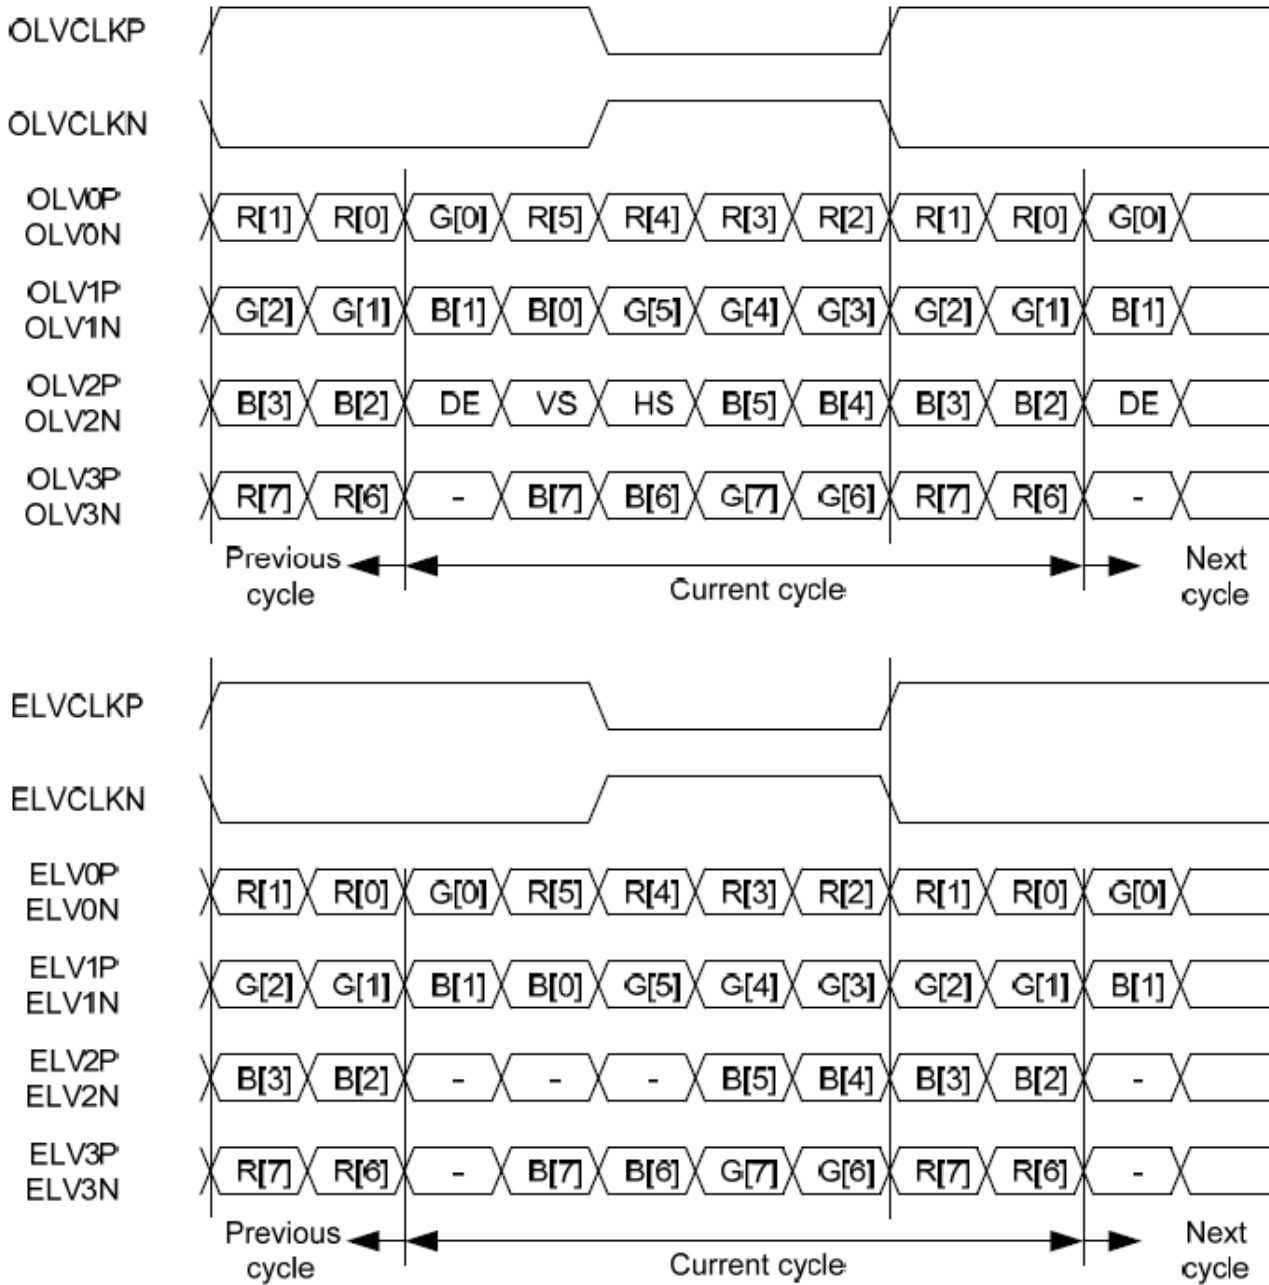 OLVCLKP
OLVCLKN
OLV0P
OLV0N
R[1] R[0] G[0] R[5] R[4] R[3] R[2] R[1] R[0] G[0]
OLV1P
OLV1N
G[2] G[1] B[1] B[0] G[5] G[4] G[3] G[2] G[1] B[1]
OLV2P
OLV2N
B[3] B[2] DE VS HS B[5] B[4] B[3] B[2] DE
OLV3P
OLV3N
R[7] R[6] - B[7] B[6] G[7] G[6] R[7] R[6] -
Previous
cycle
Current cycle
Next
cycle
ELVCLKP
ELVCLKN
ELV0P
ELV0N
R[1] R[0] G[0] R[5] R[4] R[3] R[2] R[1] R[0] G[0]
ELV1P
ELV1N
G[2] G[1] B[1] B[0] G[5] G[4] G[3] G[2] G[1] B[1]
ELV2P
ELV2N
B[3] B[2] - - - B[5] B[4] B[3] B[2] -
ELV3P
ELV3N
R[7] R[6] - B[7] B[6] G[7] G[6] R[7] R[6] -
Previous
cycle
Current cycle
Next
cycle